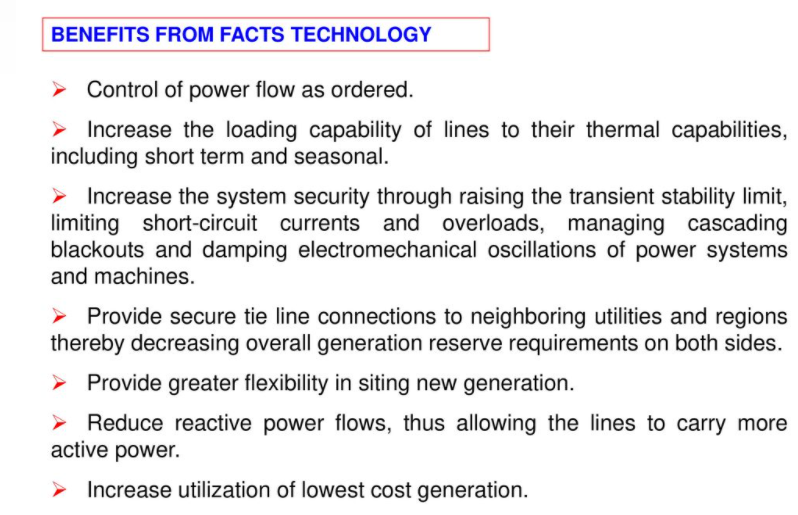 BENEFITS FROM FACTS TECHNOLOGY
➢ Control of power flow as ordered.
➢ Increase the loading capability of lines to their thermal capabilities,
including short term and seasonal.
➢ Increase the system security through raising the transient stability limit,
limiting short-circuit currents and overloads, managing cascading
blackouts and damping electromechanical oscillations of power systems
and machines.
➢ Provide secure tie line connections to neighboring utilities and regions
thereby decreasing overall generation reserve requirements on both sides.
➢ Provide greater flexibility in siting new generation.
➢ Reduce reactive power flows, thus allowing the lines to carry more
active power.
➢ Increase utilization of lowest cost generation.